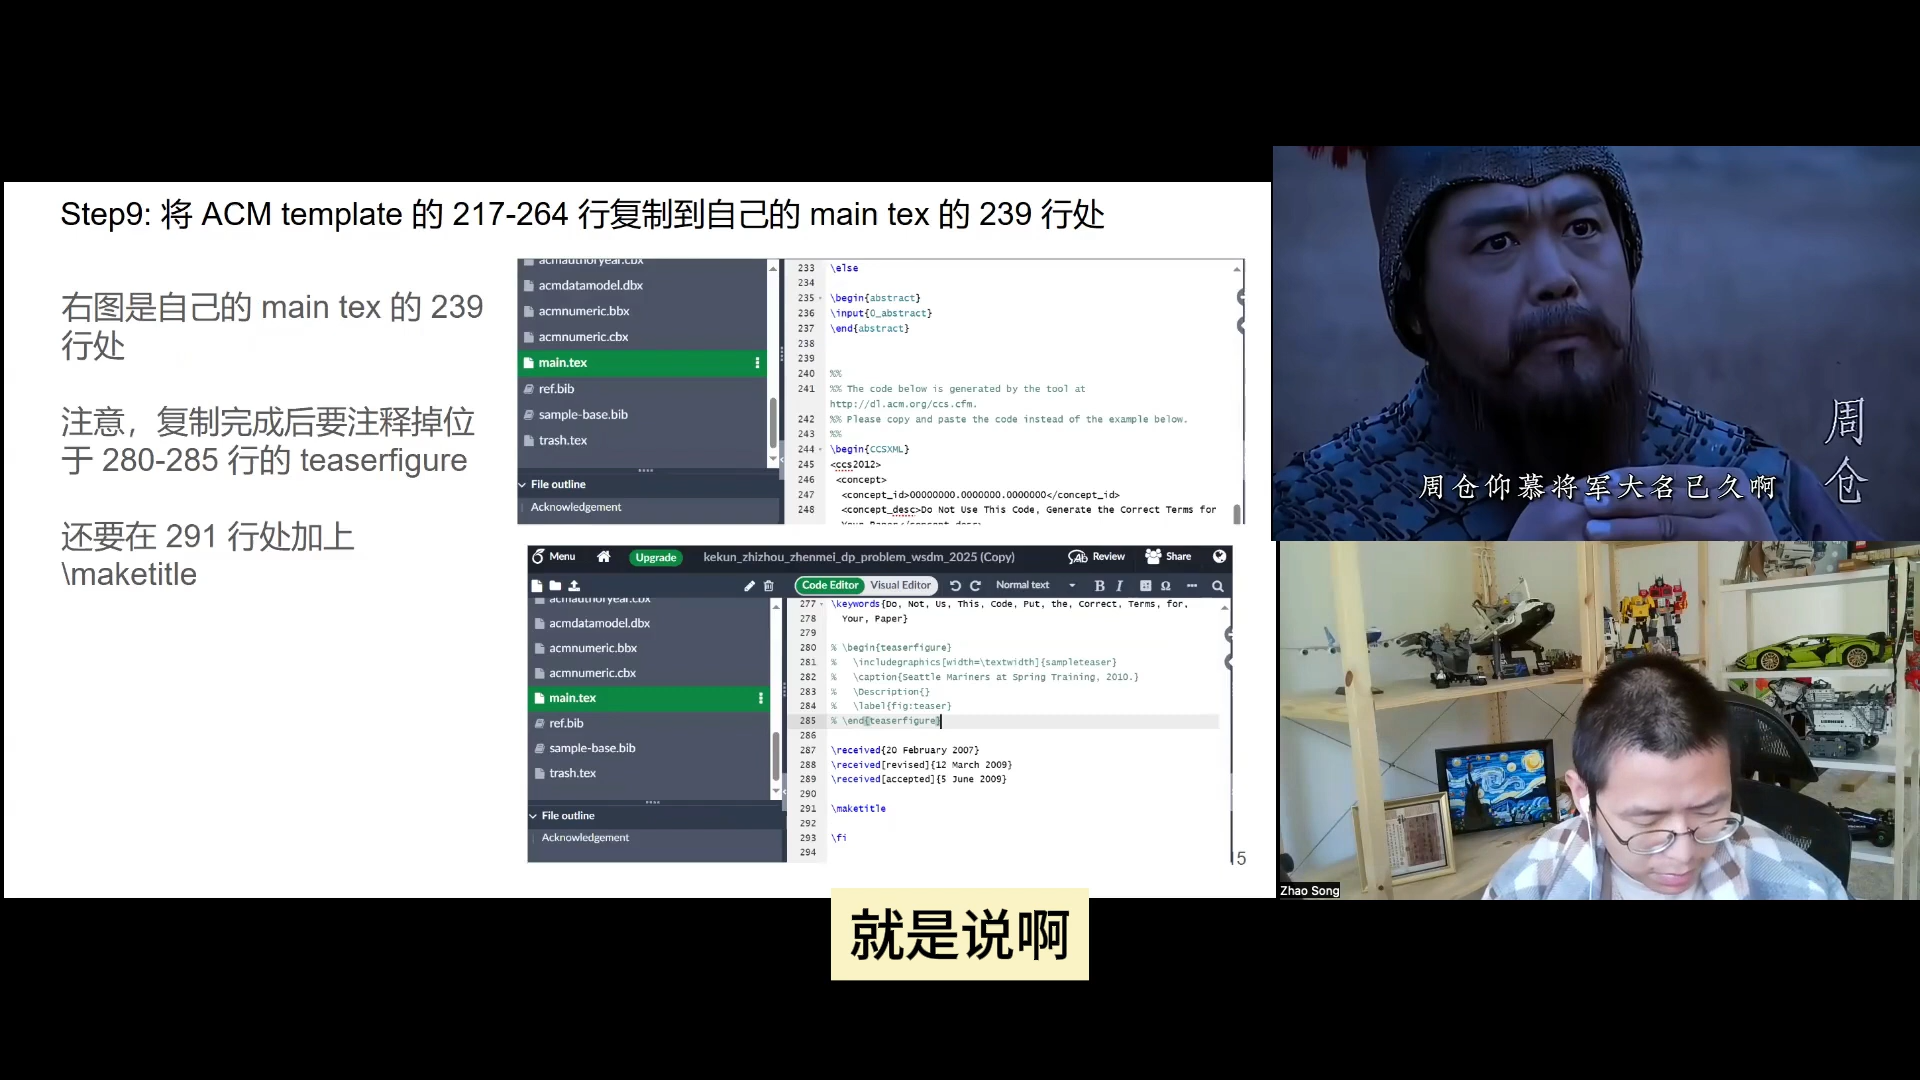 Step9: 将 ACM template 的 217-264 行复制到自己的 main tex 的 239 行处
右图是自己的 main tex 的 239
行处
注意，复制完成后要注释掉位
于 280-285 行的 teaserfigure
还要在 291 行处加上
\maketitle
acmauthoryear.cbx
acmdatamodel.dbx
acmnumeric.bbx
acmnumeric.cbx
main.tex
ref.bib
sample-base.bib
trash.tex
File outline
Acknowledgement
233 \else
234
235 \begin{abstract}
236 \input{0_abstract}
237 \end{abstract}
238
239
240 %%
241 %% The code below is generated by the tool at
http://dl.acm.org/ccs.cfm.
242 %% Please copy and paste the code instead of the example below.
243 %%
244 \begin{CCSXML}
245 <ccs2012>
246 <concept>
247 <concept_id>00000000.0000000.0000000</concept_id>
248 <concept_desc>Do Not Use This Code, Generate the Correct Terms for
Your Paper</concept_desc>
Menu Upgrade kekun_zhizhou_zhenmei_dp_problem_wsdm_2025 (Copy) Review Share
Code Editor Visual Editor Normal text B I Ω
acmauthoryear.cbx
acmdatamodel.dbx
acmnumeric.bbx
acmnumeric.cbx
main.tex
ref.bib
sample-base.bib
trash.tex
File outline
Acknowledgement
277 \keywords{Do, Not, Us, This, Code, Put, the, Correct, Terms, for,
278 Your, Paper}
279
280 % \begin{teaserfigure}
281 % \includegraphics[width=\textwidth]{sampleteaser}
282 % \caption{Seattle Mariners at Spring Training, 2010.}
283 % \Description{}
284 % \label{fig:teaser}
285 % \end{teaserfigure}
286
287 \received{20 February 2007}
288 \received[revised]{12 March 2009}
289 \received[accepted]{5 June 2009}
290
291 \maketitle
292
293 \fi
294
15
周仓
周仓仰慕将军大名已久啊
Zhao Song
就是说啊